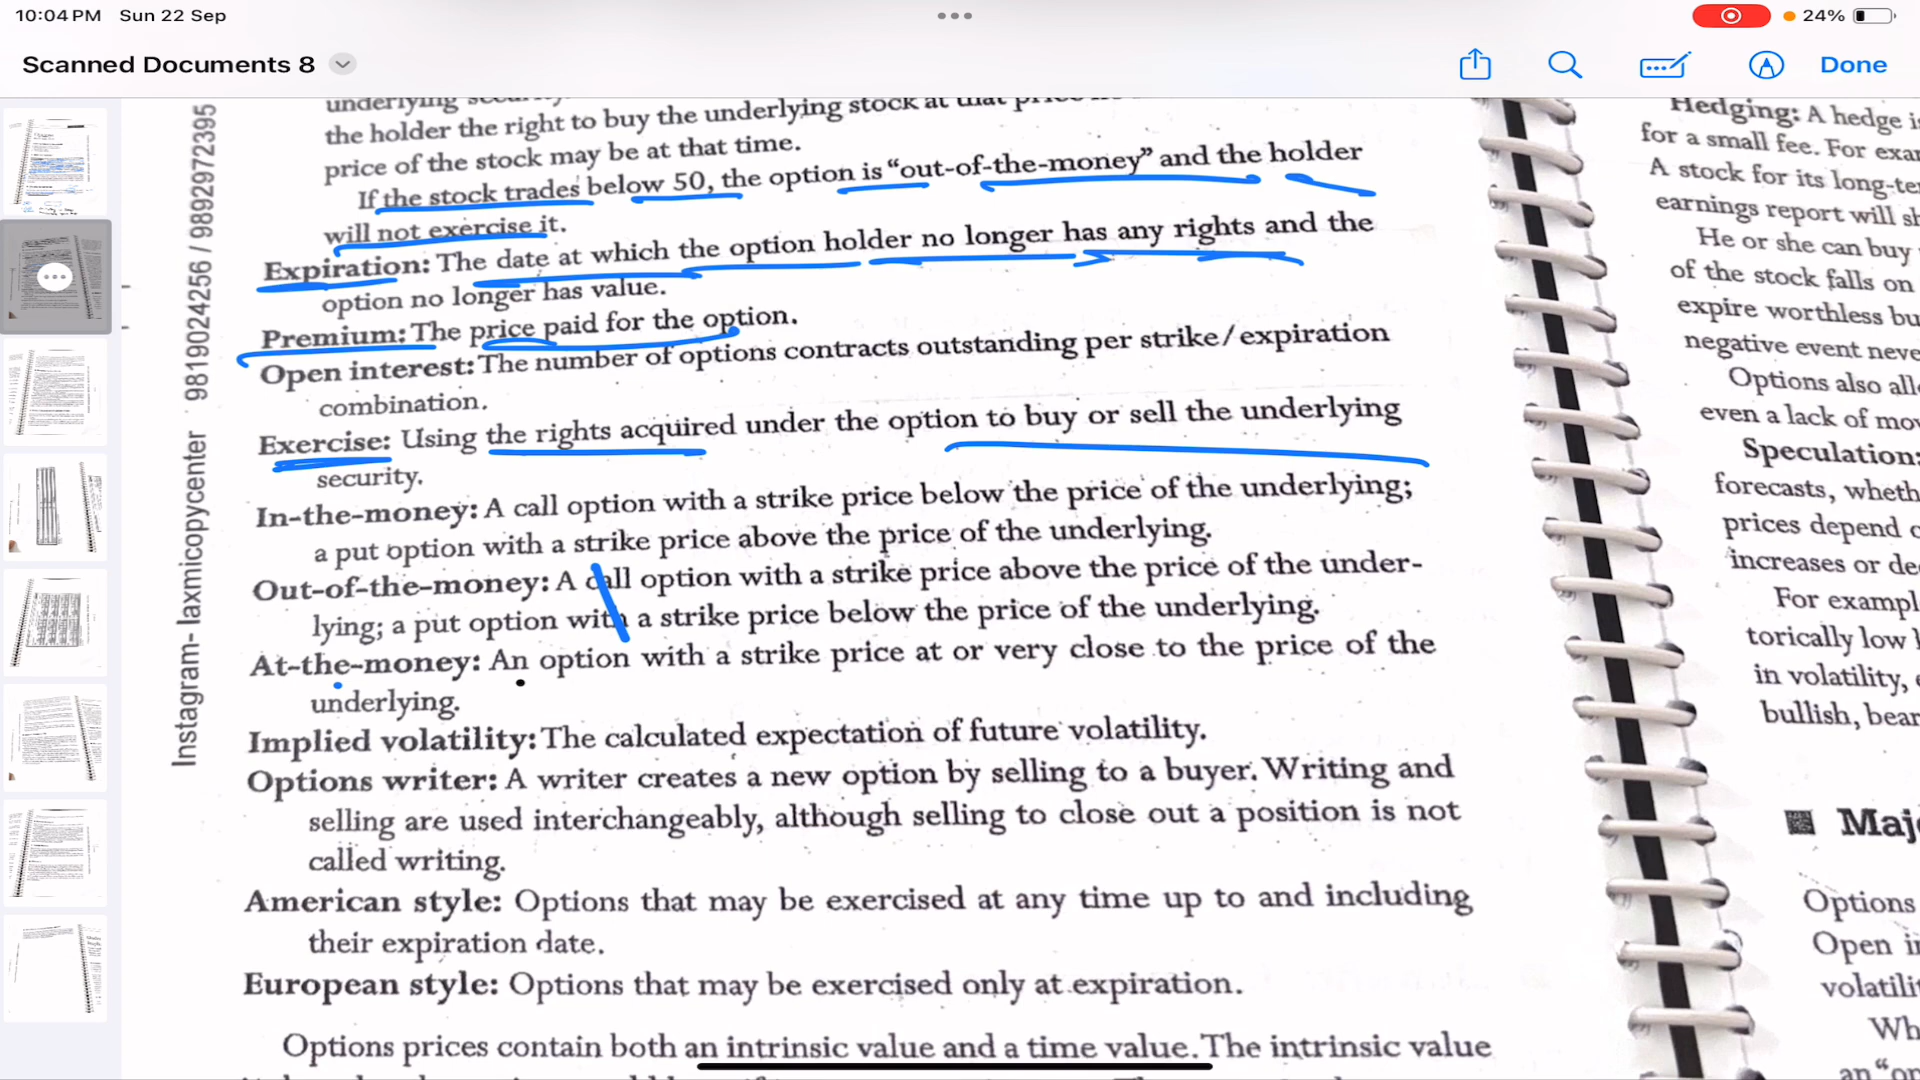 10:04 PM Sun 22 Sep
24%
Scanned Documents 8
Done
Instagram- laxmicopycenter 9819024256 / 9892972395
the holder the right to buy the underlying stock at that
price of the stock may be at that time.
If the stock trades below 50, the option is “out-of-the-money” and the holder
will not exercise it.
Expiration: The date at which the option holder no longer has any rights and the
option no longer has value.
Premium: The price paid for the option.
Open interest: The number of options contracts outstanding per strike/expiration
combination.
Exercise: Using the rights acquired under the option to buy or sell the underlying
security.
In-the-money: A call option with a strike price below the price of the underlying;
a put option with a strike price above the price of the underlying.
Out-of-the-money: A call option with a strike price above the price of the under-
lying; a put option with a strike price below the price of the underlying.
At-the-money: An option with a strike price at or very close to the price of the
underlying.
Implied volatility: The calculated expectation of future volatility.
Options writer: A writer creates a new option by selling to a buyer. Writing and
selling are used interchangeably, although selling to close out a position is not
called writing.
American style: Options that may be exercised at any time up to and including
their expiration date.
European style: Options that may be exercised only at expiration.
Options prices contain both an intrinsic value and a time value. The intrinsic value
Hedging: A hedge
for a small fee. For
A stock for its
earnings report will
He or she can buy
of the stock falls on
expire worthless
negative event
Options also
even a lack of
Speculation:
forecasts,
prices depend
increases or
For
torically low
in volatility,
bullish,
Options
Open